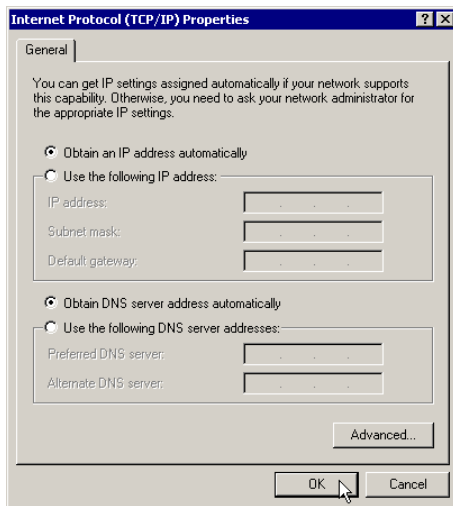 Internet Protocol (TCP/IP) Properties
General
You can get IP settings assigned automatically if your network supports
this capability. Otherwise, you need to ask your network administrator for
the appropriate IP settings.
Obtain an IP address automatically
Use the following IP address:
IP address:
Subnet mask:
Default gateway:
Obtain DNS server address automatically
Use the following DNS server addresses:
Preferred DNS server:
Alternate DNS server:
Advanced...
OK
Cancel